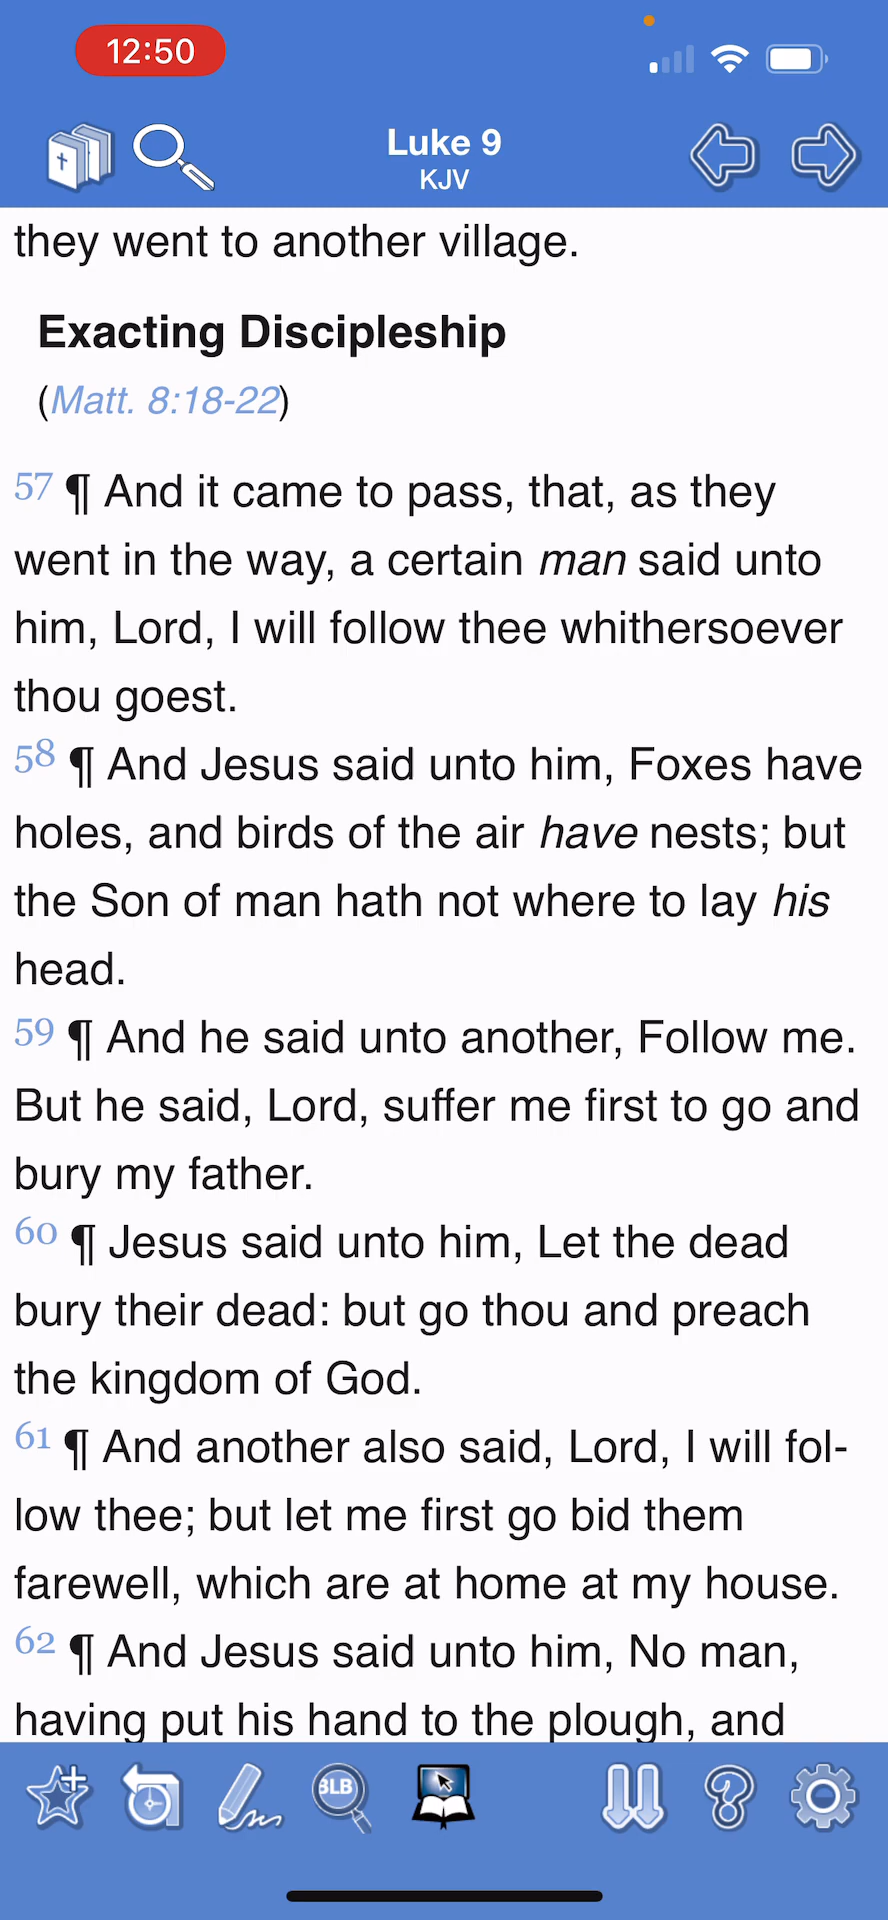 12:50
Luke 9
KJV
they went to another village.
Exacting Discipleship
(Matt. 8:18-22)
57 ¶ And it came to pass, that, as they
went in the way, a certain man said unto
him, Lord, I will follow thee whithersoever
thou goest.
58 ¶ And Jesus said unto him, Foxes have
holes, and birds of the air have nests; but
the Son of man hath not where to lay his
head.
59 ¶ And he said unto another, Follow me.
But he said, Lord, suffer me first to go and
bury my father.
60 ¶ Jesus said unto him, Let the dead
bury their dead: but go thou and preach
the kingdom of God.
61 ¶ And another also said, Lord, I will fol-
low thee; but let me first go bid them
farewell, which are at home at my house.
62 ¶ And Jesus said unto him, No man,
having put his hand to the plough, and
BLB